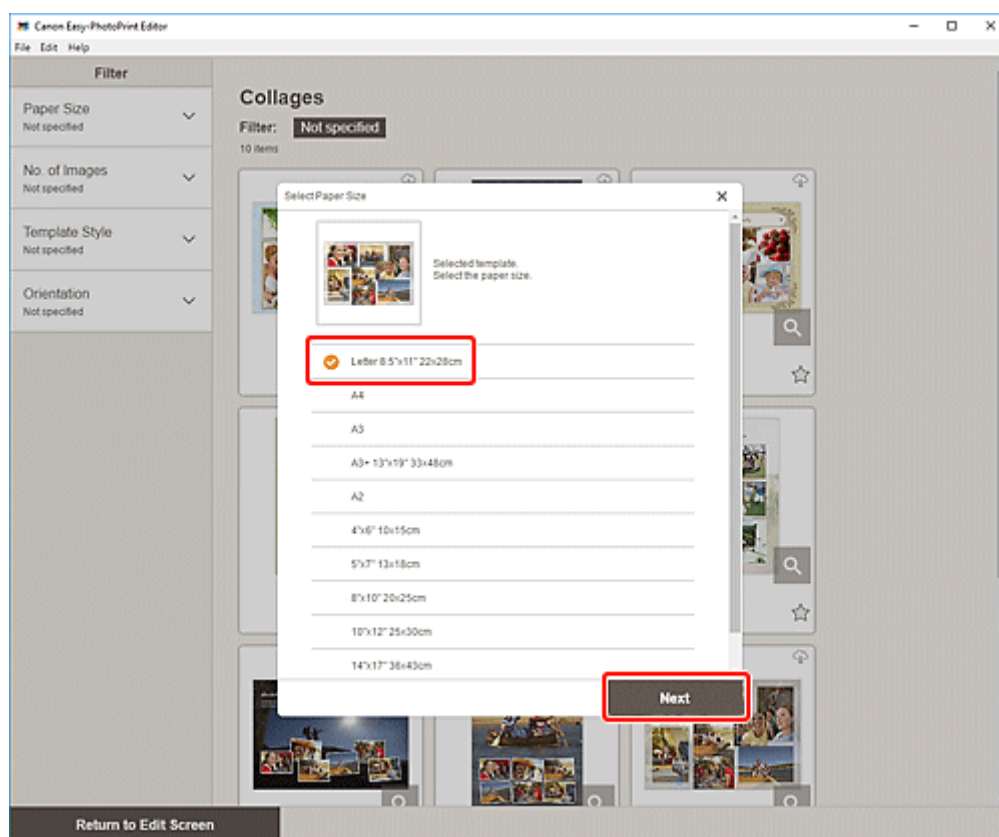 Canon Easy-PhotoPrint Editor
File Edit Help
Filter
Paper Size
Not specified
No. of Images
Not specified
Template Style
Not specified
Orientation
Not specified
Collages
Filter: Not specified
10 items
Select Paper Size
Selected template.
Select the paper size.
Letter 8.5"x11" 22x28cm
A4
A3
A3+ 13"x19" 33x48cm
A2
4"x6" 10x15cm
5"x7" 13x18cm
8"x10" 20x25cm
10"x12" 25x30cm
14"x17" 36x43cm
Next
Return to Edit Screen